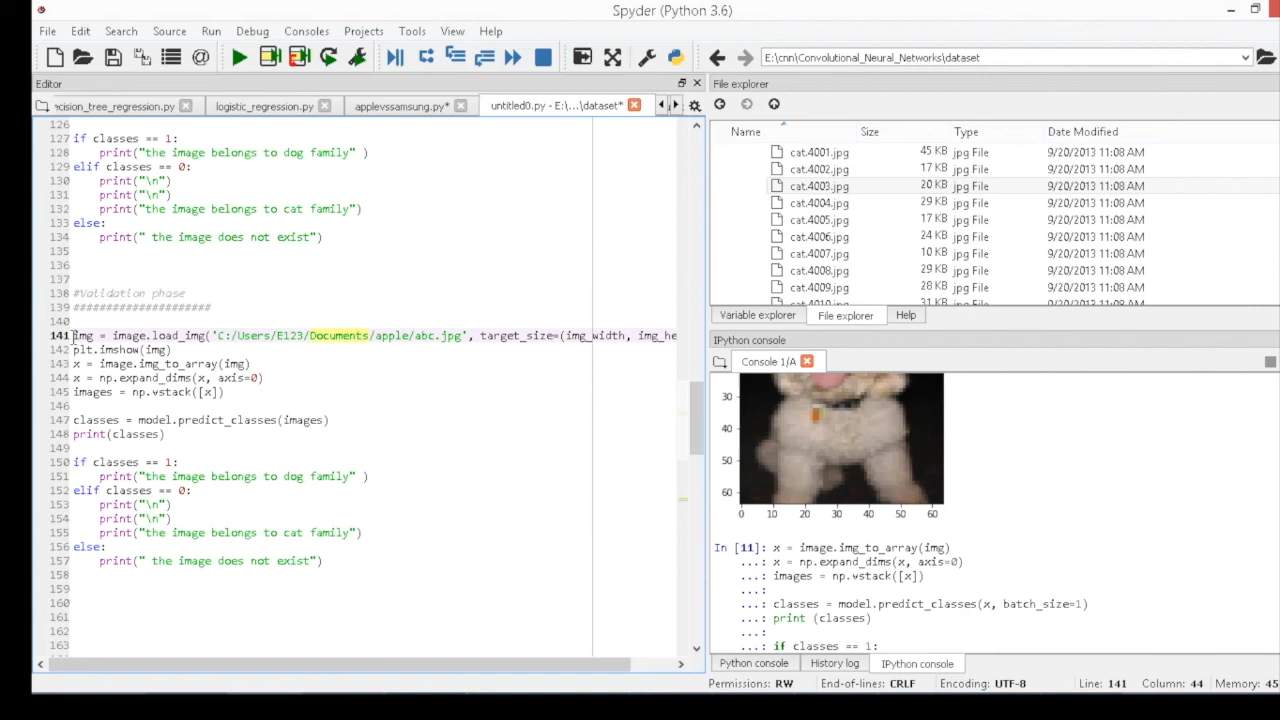 Spyder (Python 3.6)
File Edit Search Source Run Debug Consoles Projects Tools View Help
E:\cnn\Convolutional_Neural_Networks\dataset
Editor
cision_tree_regression.py logistic_regression.py applevssamsung.py* untitled0.py - E:\...\dataset*
126
127 if classes == 1:
128 print("the image belongs to dog family" )
129 elif classes == 0:
130 print("\n")
131 print("\n")
132 print("the image belongs to cat family")
133 else:
134 print(" the image does not exist")
135
136
137
138 #Validation phase
139 #####################
140
141 img = image.load_img('C:/Users/E123/Documents/apple/abc.jpg', target_size=(img_width, img_he
142 plt.imshow(img)
143 x = image.img_to_array(img)
144 x = np.expand_dims(x, axis=0)
145 images = np.vstack([x])
146
147 classes = model.predict_classes(images)
148 print(classes)
149
150 if classes == 1:
151 print("the image belongs to dog family" )
152 elif classes == 0:
153 print("\n")
154 print("\n")
155 print("the image belongs to cat family")
156 else:
157 print(" the image does not exist")
158
159
160
161
162
163
File explorer
Name Size Type Date Modified
cat.4001.jpg 45 KB jpg File 9/20/2013 11:08 AM
cat.4002.jpg 17 KB jpg File 9/20/2013 11:08 AM
cat.4003.jpg 20 KB jpg File 9/20/2013 11:08 AM
cat.4004.jpg 29 KB jpg File 9/20/2013 11:08 AM
cat.4005.jpg 17 KB jpg File 9/20/2013 11:08 AM
cat.4006.jpg 24 KB jpg File 9/20/2013 11:08 AM
cat.4007.jpg 10 KB jpg File 9/20/2013 11:08 AM
cat.4008.jpg 29 KB jpg File 9/20/2013 11:08 AM
cat.4009.jpg 28 KB jpg File 9/20/2013 11:08 AM
cat.4010.jpg 31 KB jpg File 9/20/2013 11:08 AM
Variable explorer File explorer Help
IPython console
Console 1/A
30
40
50
60
0 10 20 30 40 50 60
In [11]: x = image.img_to_array(img)
...: x = np.expand_dims(x, axis=0)
...: images = np.vstack([x])
...:
...: classes = model.predict_classes(x, batch_size=1)
...: print (classes)
...:
...: if classes == 1:
Python console History log IPython console
Permissions: RW End-of-lines: CRLF Encoding: UTF-8 Line: 141 Column: 44 Memory: 45